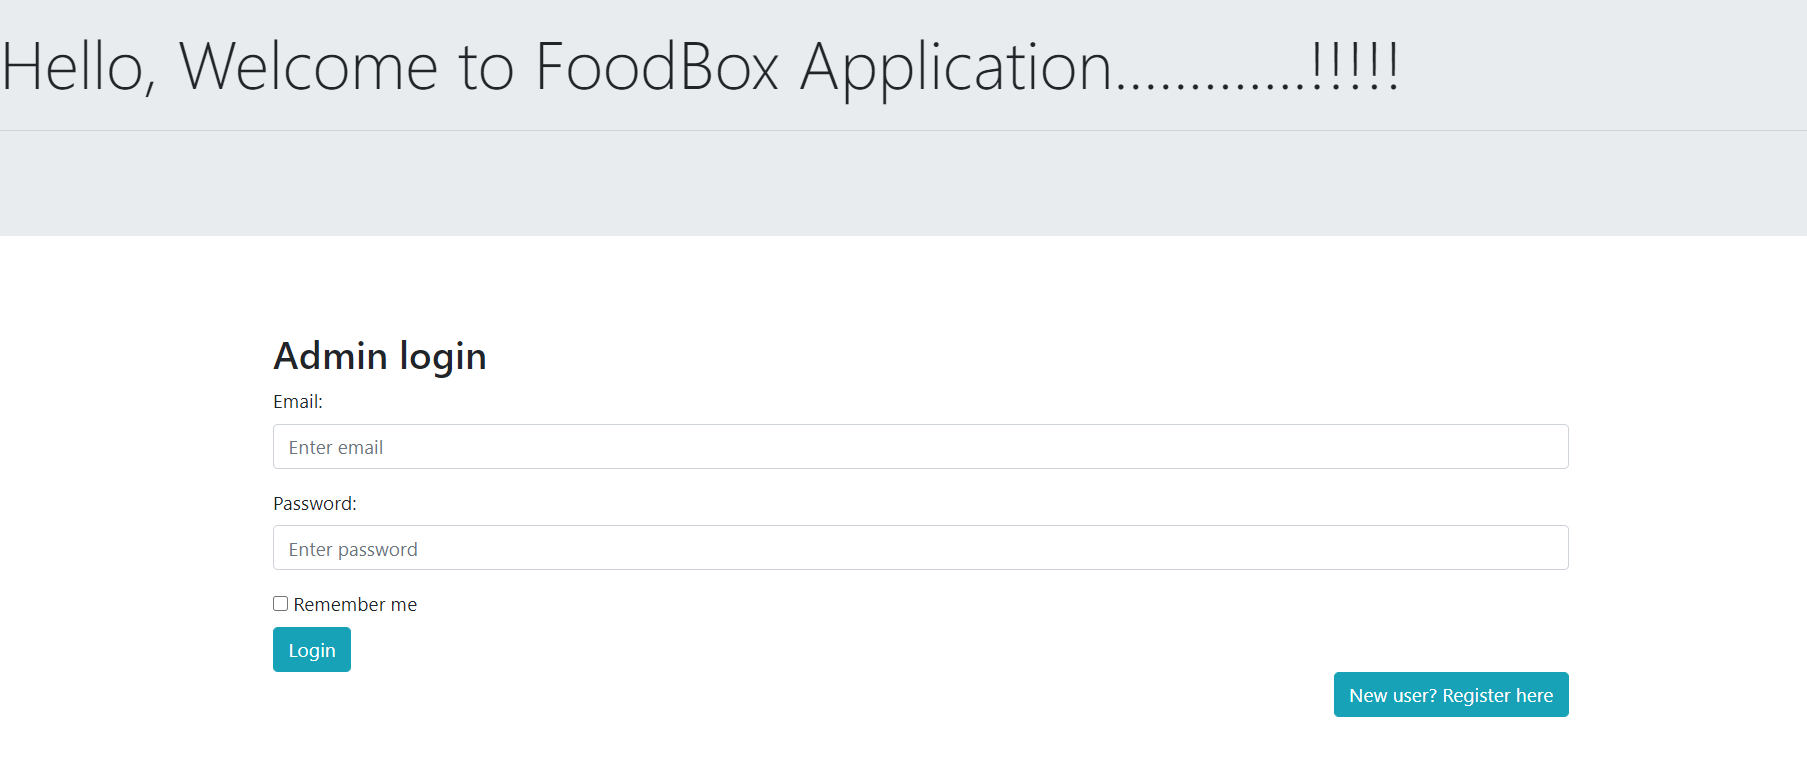 Hello, Welcome to FoodBox Application.............!!!!!
Admin login
Email:
Enter email
Password:
Enter password
Remember me
Login
New user? Register here